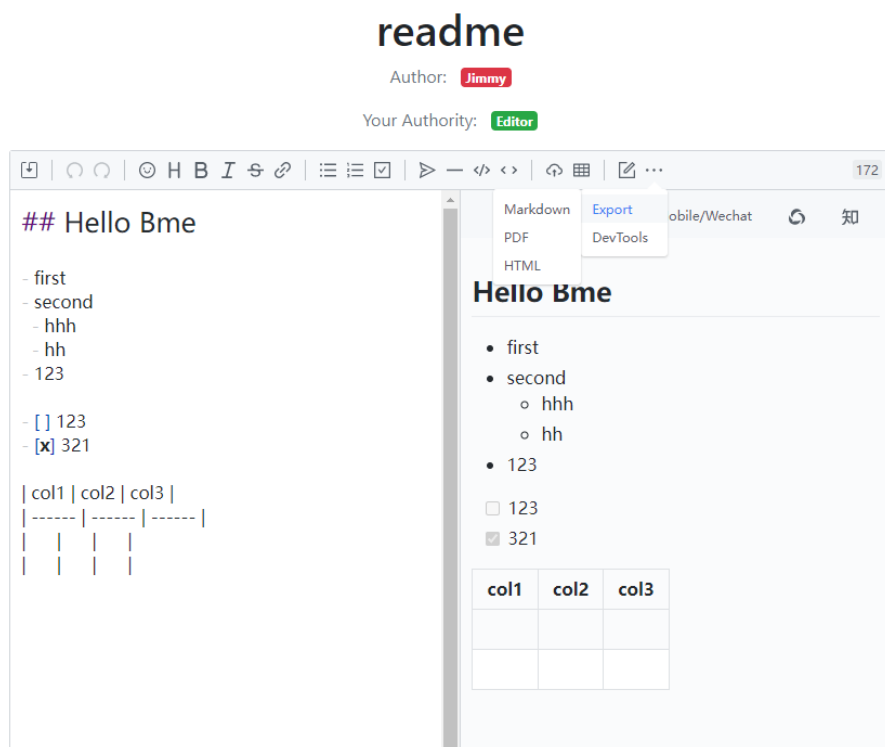 readme
Author: Jimmy
Your Authority: Editor
172
Markdown
PDF
HTML
Export
DevTools
obile/Wechat
知
## Hello Bme
- first
- second
- hhh
- hh
- 123
- [ ] 123
- [x] 321
| col1 | col2 | col3 |
| ------ | ------ | ------ |
| | | |
| | | |
Hello Bme
• first
• second
◦ hhh
◦ hh
• 123
123
321
col1 col2 col3